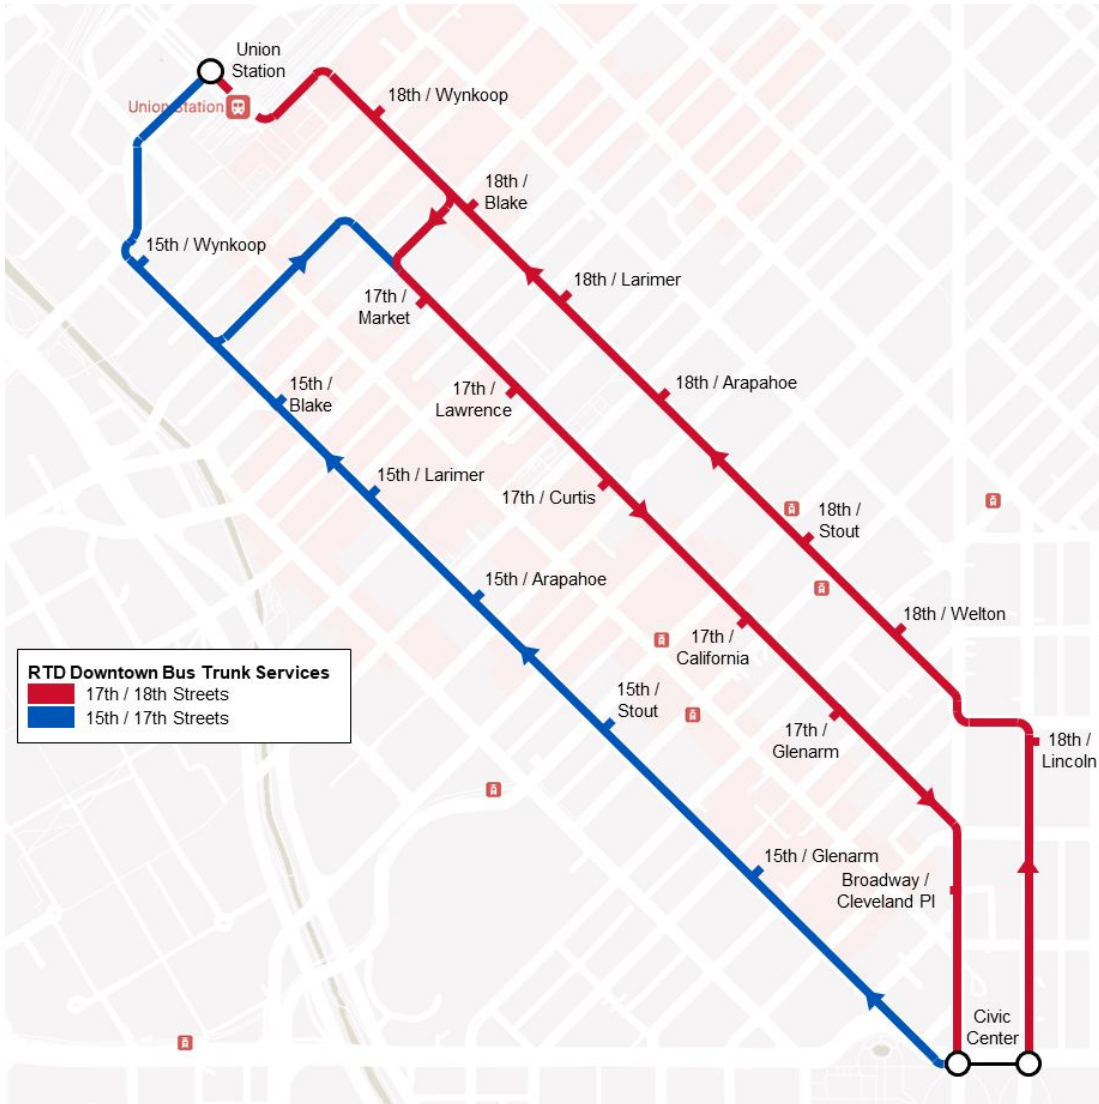 Union
Station
Union Station
18th / Wynkoop
18th /
Blake
15th / Wynkoop
18th / Larimer
17th /
Market
18th / Arapahoe
17th /
Lawrence
15th /
Blake
15th / Larimer
17th / Curtis
18th /
Stout
15th / Arapahoe
18th / Welton
17th /
California
RTD Downtown Bus Trunk Services
17th / 18th Streets
15th / 17th Streets
15th /
Stout
17th /
Glenarm
18th /
Lincoln
15th / Glenarm
Broadway /
Cleveland Pl
Civic
Center